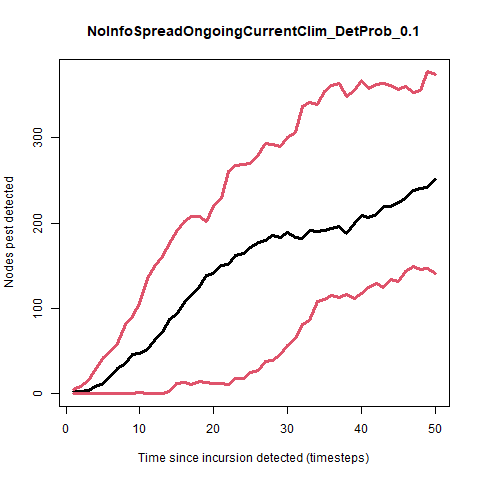 NoInfoSpreadOngoingCurrentClim_DetProb_0.1
Nodes pest detected
300
200
100
0
0 10 20 30 40 50
Time since incursion detected (timesteps)